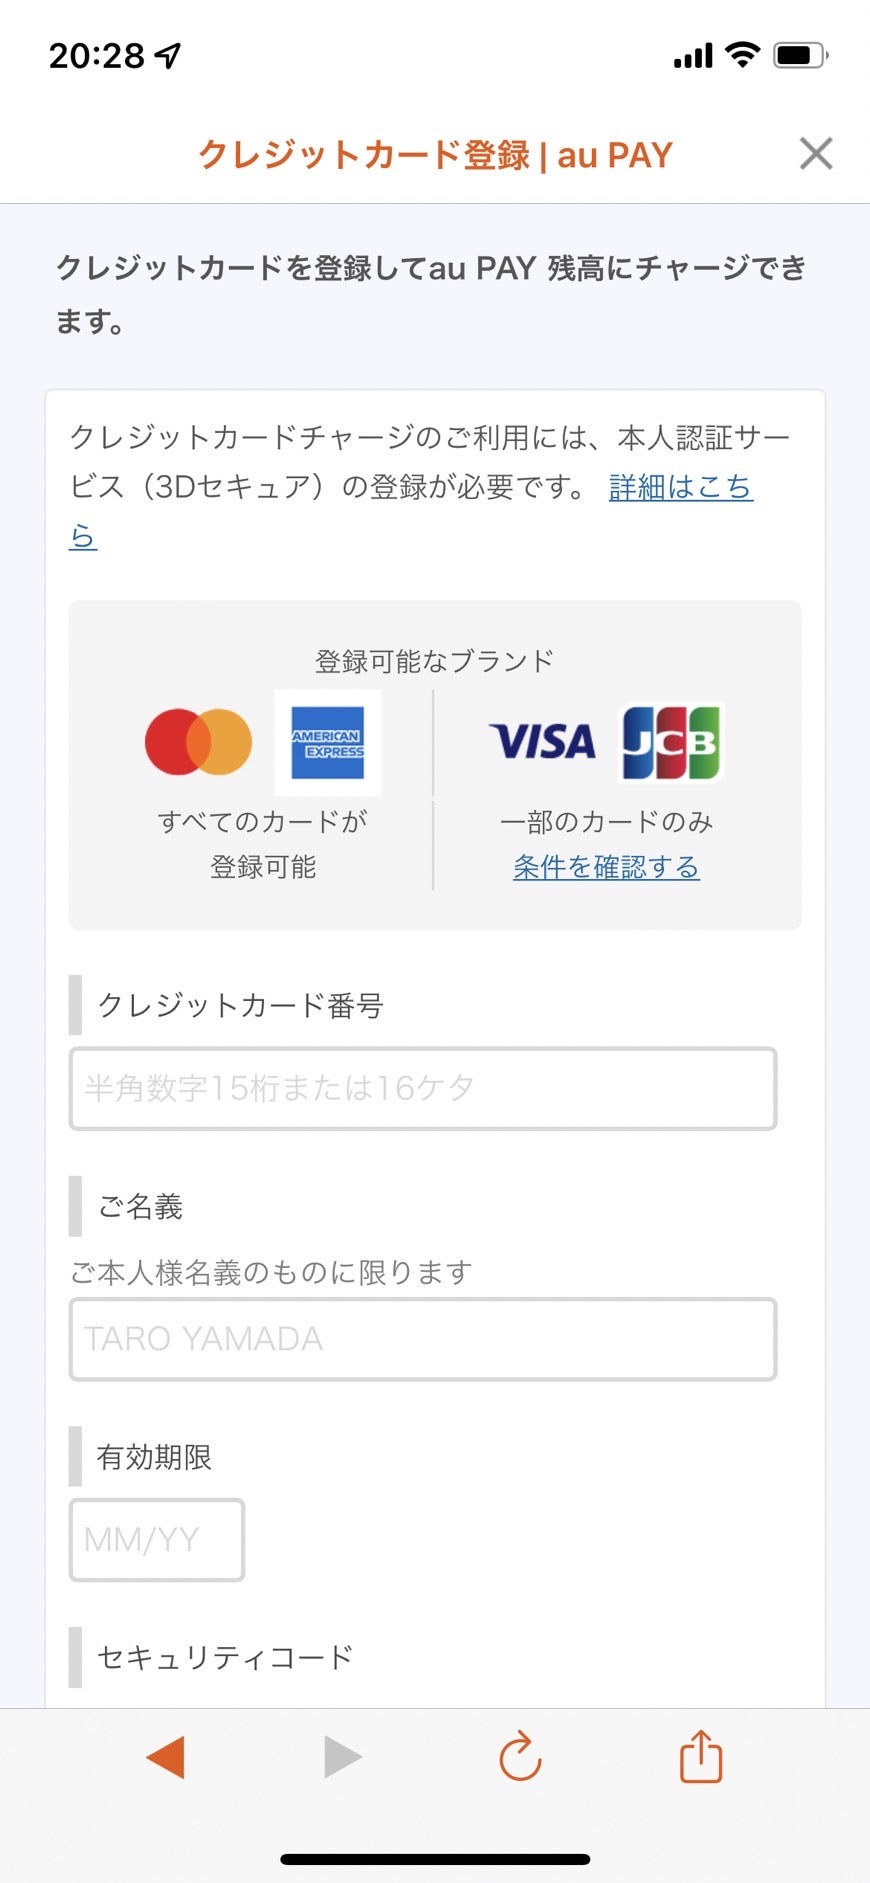 20:28
クレジットカード登録 | au PAY
クレジットカードを登録してau PAY 残高にチャージでき
ます。
クレジットカードチャージのご利用には、本人認証サー
ビス（3Dセキュア）の登録が必要です。 詳細はこち
ら
登録可能なブランド
AMERICAN
EXPRESS
VISA
JCB
すべてのカードが
登録可能
一部のカードのみ
条件を確認する
クレジットカード番号
半角数字15桁または16ケタ
ご名義
ご本人様名義のものに限ります
TARO YAMADA
有効期限
MM/YY
セキュリティコード